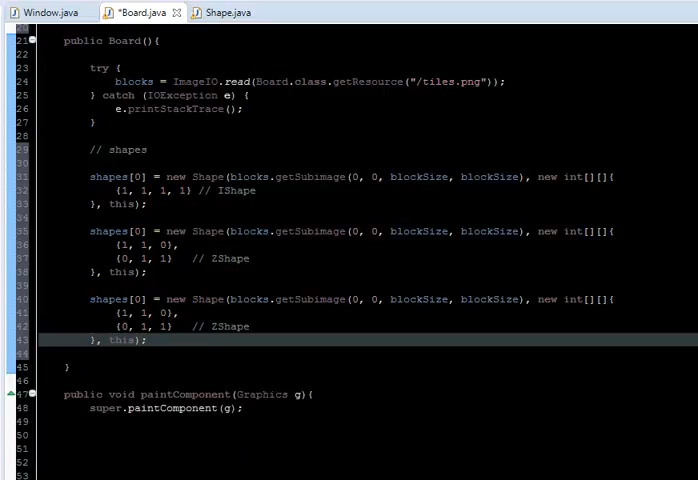 Window.java *Board.java Shape.java
20
21 public Board(){
22
23 try {
24 blocks = ImageIO.read(Board.class.getResource("/tiles.png"));
25 } catch (IOException e) {
26 e.printStackTrace();
27 }
28
29 // shapes
30
31 shapes[0] = new Shape(blocks.getSubimage(0, 0, blockSize, blockSize), new int[][]{
32 {1, 1, 1, 1} // IShape
33 }, this);
34
35 shapes[0] = new Shape(blocks.getSubimage(0, 0, blockSize, blockSize), new int[][]{
36 {1, 1, 0},
37 {0, 1, 1} // ZShape
38 }, this);
39
40 shapes[0] = new Shape(blocks.getSubimage(0, 0, blockSize, blockSize), new int[][]{
41 {1, 1, 0},
42 {0, 1, 1} // ZShape
43 }, this);
44
45 }
46
47 public void paintComponent(Graphics g){
48 super.paintComponent(g);
49
50
51
52
53